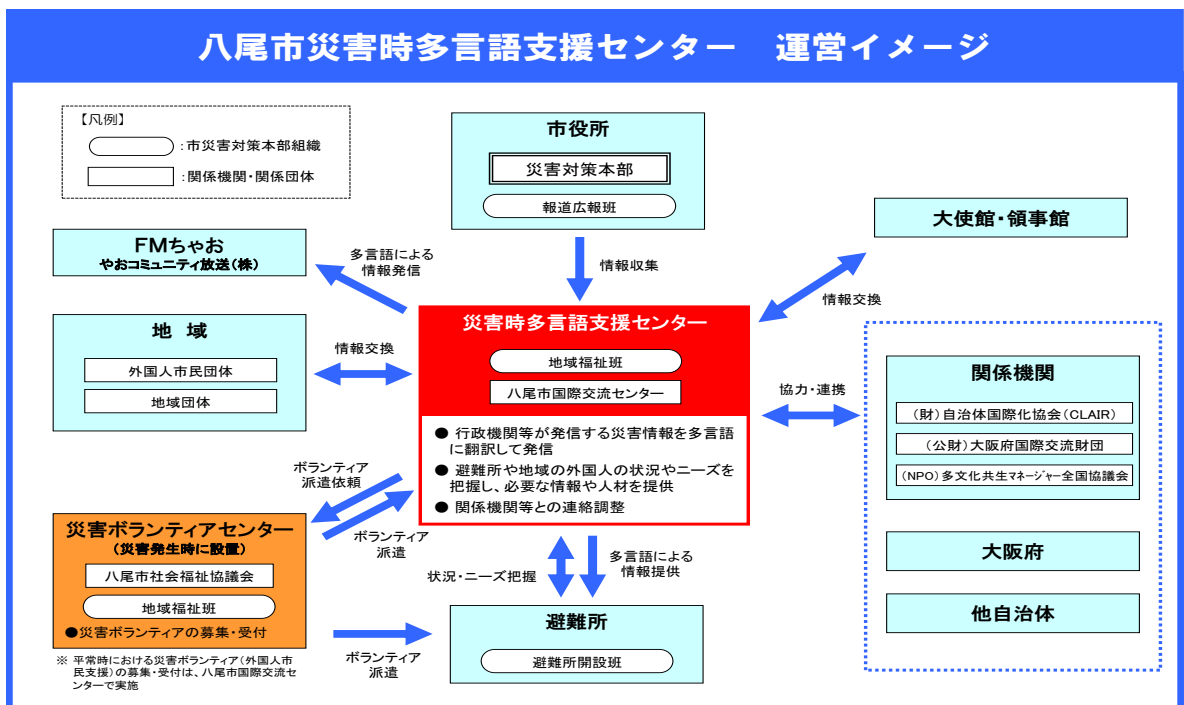 八尾市災害時多言語支援センター　運営イメージ
【凡例】
:市災害対策本部組織
:関係機関・関係団体
市役所
災害対策本部
報道広報班
大使館・領事館
FMちゃお
やおコミュニティ放送(株)
多言語による
情報発信
情報収集
情報交換
地　域
外国人市民団体
地域団体
情報交換
災害時多言語支援センター
地域福祉班
八尾市国際交流センター
● 行政機関等が発信する災害情報を多言語
に翻訳して発信
● 避難所や地域の外国人の状況やニーズを
把握し、必要な情報や人材を提供
● 関係機関等との連絡調整
協力・連携
関係機関
(財)自治体国際化協会(CLAIR)
(公財)大阪府国際交流財団
(NPO)多文化共生マネージャー全国協議会
大阪府
他自治体
ボランティア
派遣依頼
ボランティア
派遣
災害ボランティアセンター
(災害発生時に設置)
八尾市社会福祉協議会
地域福祉班
●災害ボランティアの募集・受付
※ 平常時における災害ボランティア(外国人市
民支援)の募集・受付は、八尾市国際交流セ
ンターで実施
状況・ニーズ把握
多言語による
情報提供
ボランティア
派遣
避難所
避難所開設班